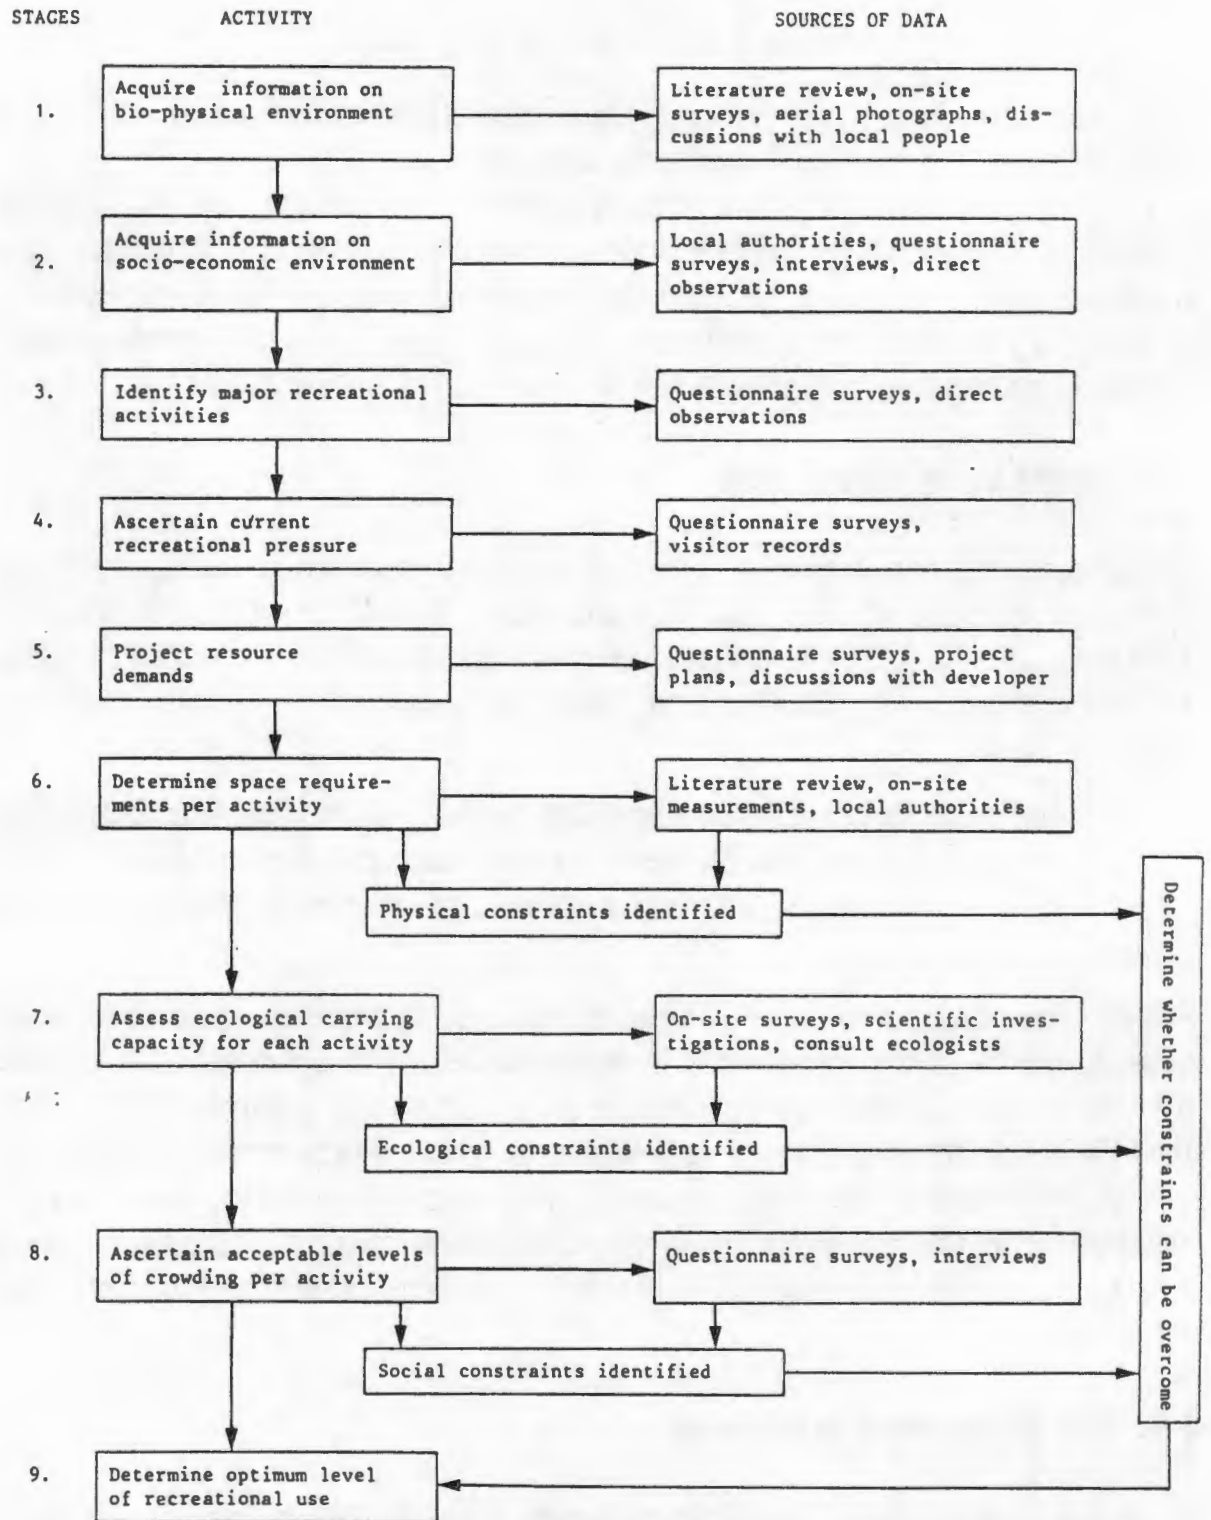 STAGES ACTIVITY SOURCES OF DATA
1.
Acquire information on
bio-physical environment
Literature review, on-site
surveys, aerial photographs, dis-
cussions with local people
2.
Acquire information on
socio-economic environment
Local authorities, questionnaire
surveys, interviews, direct
observations
3.
Identify major recreational
activities
Questionnaire surveys, direct
observations
4.
Ascertain current
recreational pressure
Questionnaire surveys,
visitor records
5.
Project resource
demands
Questionnaire surveys, project
plans, discussions with developer
6.
Determine space require-
ments per activity
Literature review, on-site
measurements, local authorities
Physical constraints identified
7.
Assess ecological carrying
capacity for each activity
On-site surveys, scientific inves-
tigations, consult ecologists
Ecological constraints identified
8.
Ascertain acceptable levels
of crowding per activity
Questionnaire surveys, interviews
Social constraints identified
Determine whether constraints can be overcome
9.
Determine optimum level
of recreational use